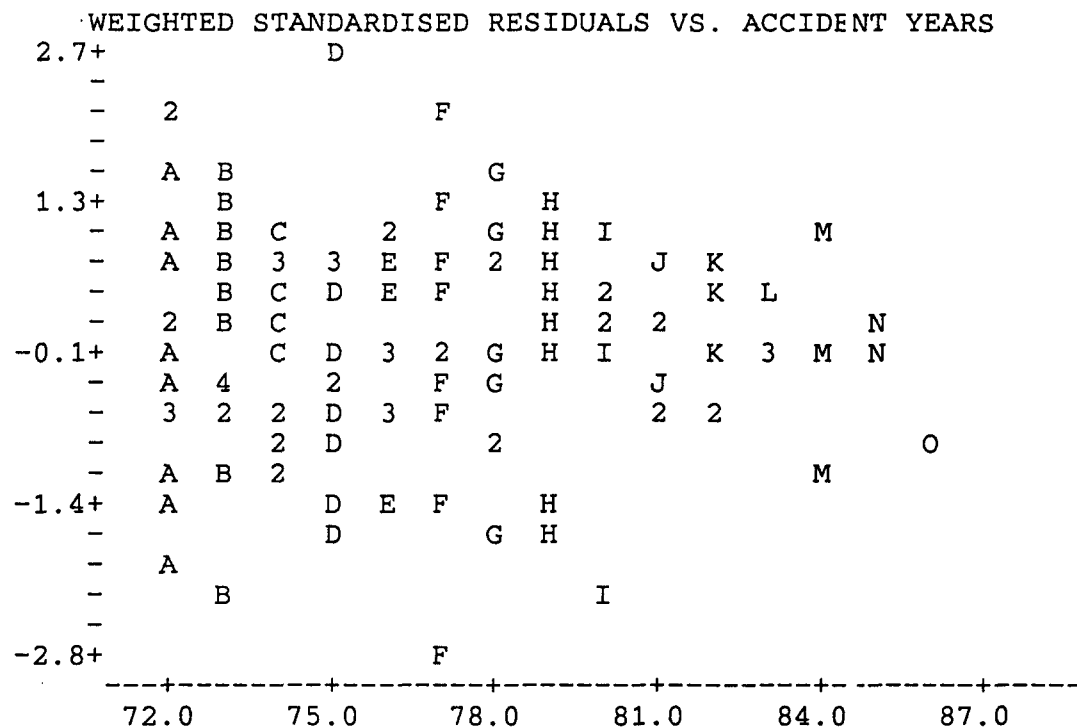 WEIGHTED STANDARDISED RESIDUALS VS. ACCIDENT YEARS
2.7+ D
-
- 2 F
-
- A B G
1.3+ B F H
- A B C 2 G H I M
- A B 3 3 E F 2 H J K
- B C D E F H 2 K L
- 2 B C H 2 2 N
-0.1+ A C D 3 2 G H I K 3 M N
- A 4 2 F G J
- 3 2 2 D 3 F 2 2
- 2 D 2 O
- A B 2 M
-1.4+ A D E F H
- D G H
- A
- B I
-
-2.8+ F
---+---------+---------+---------+---------+---------+-----
72.0 75.0 78.0 81.0 84.0 87.0